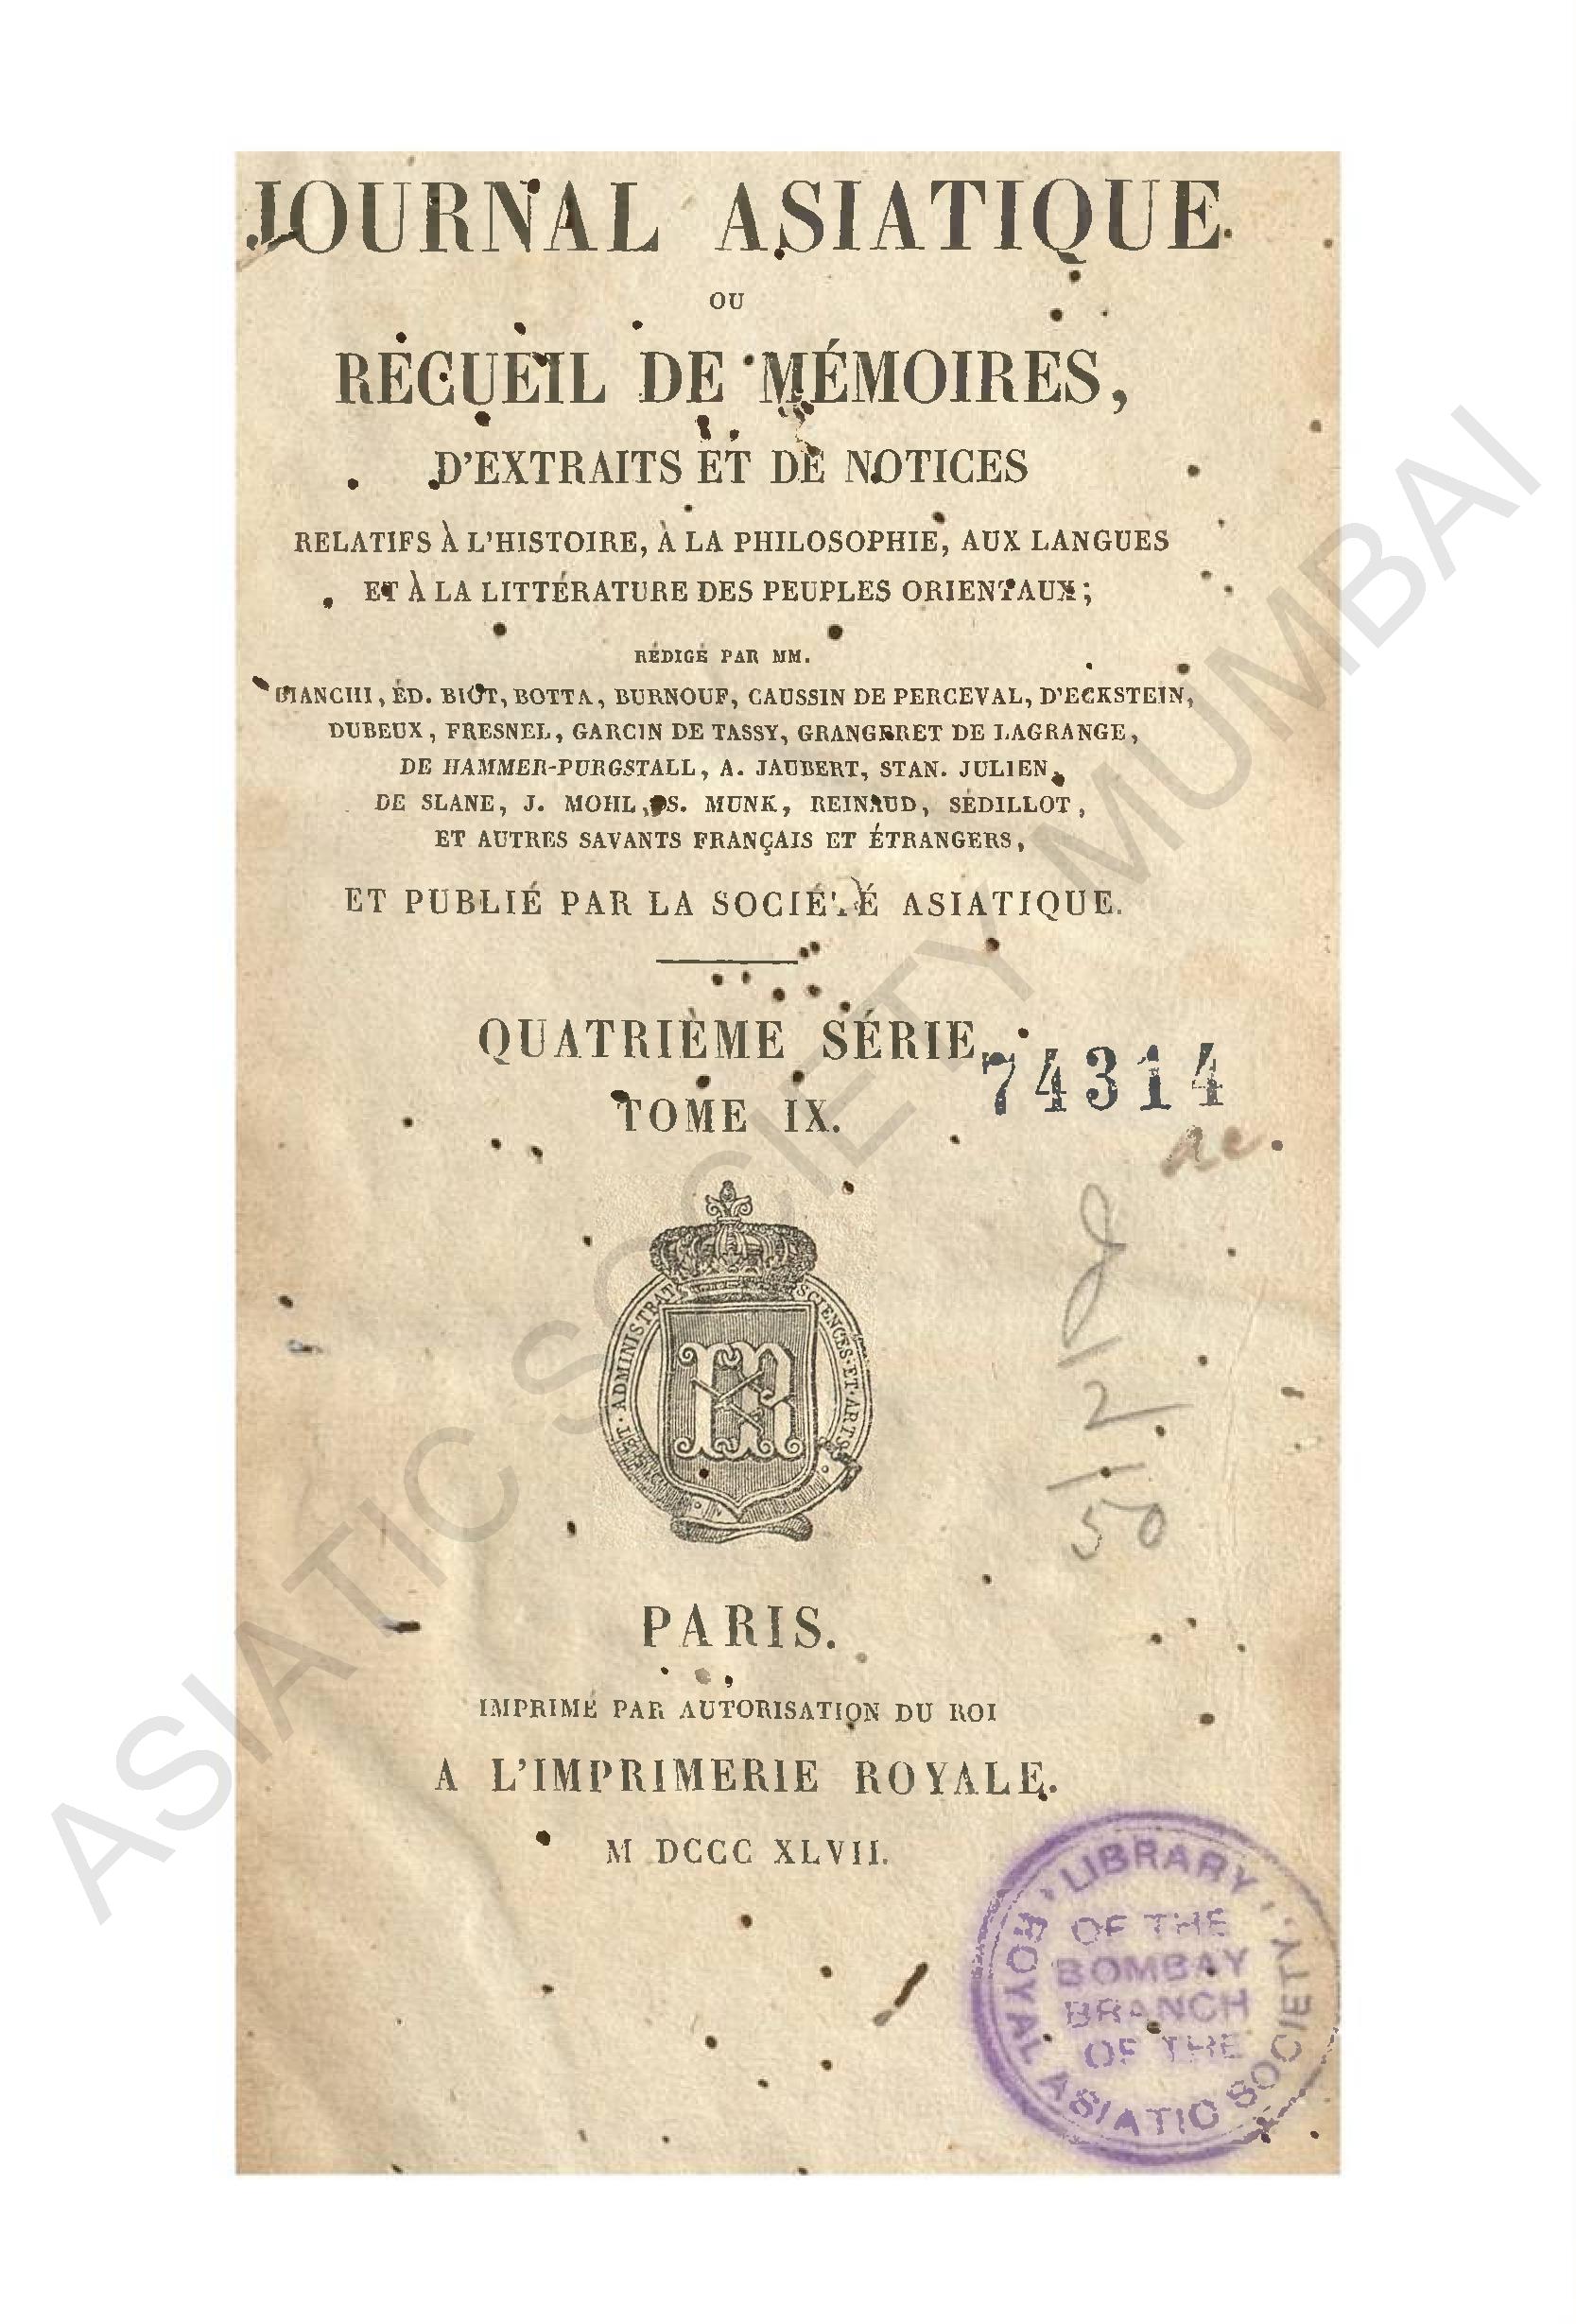 JOURNAL ASIATIQUE
OU
RECUEIL DE MÉMOIRES,
D'EXTRAITS ET DE NOTICES
RELATIFS À L'HISTOIRE, À LA PHILOSOPHIE, AUX LANGUES
ET À LA LITTÉRATURE DES PEUPLES ORIENTAUX;
RÉDIGÉ PAR MM.
BIANCHI, ÉD. BIOT, BOTTA, BURNOUF, CAUSSIN DE PERCEVAL, D'ECKSTEIN,
DUBEUX, FRESNEL, GARCIN DE TASSY, GRANGERET DE LAGRANGE,
DE HAMMER-PURGSTALL, A. JAUBERT, STAN. JULIEN,
DE SLANE, J. MOHL, S. MUNK, REINAUD, SÉDILLOT,
ET AUTRES SAVANTS FRANÇAIS ET ÉTRANGERS,
ET PUBLIÉ PAR LA SOCIÉTÉ ASIATIQUE.
QUATRIÈME SÉRIE.
74314
TOME IX.
ET ADMINISTRAT SCIENCES ET ARTS
IR
2
50
PARIS.
IMPRIMÉ PAR AUTORISATION DU ROI
A L'IMPRIMERIE ROYALE.
M DCCC XLVII.
LIBRARY
OF THE
BOMBAY
BRANCH
OF THE
ROYAL ASIATIC SOCIETY
ASIATIC SOCIETY MUMBAI